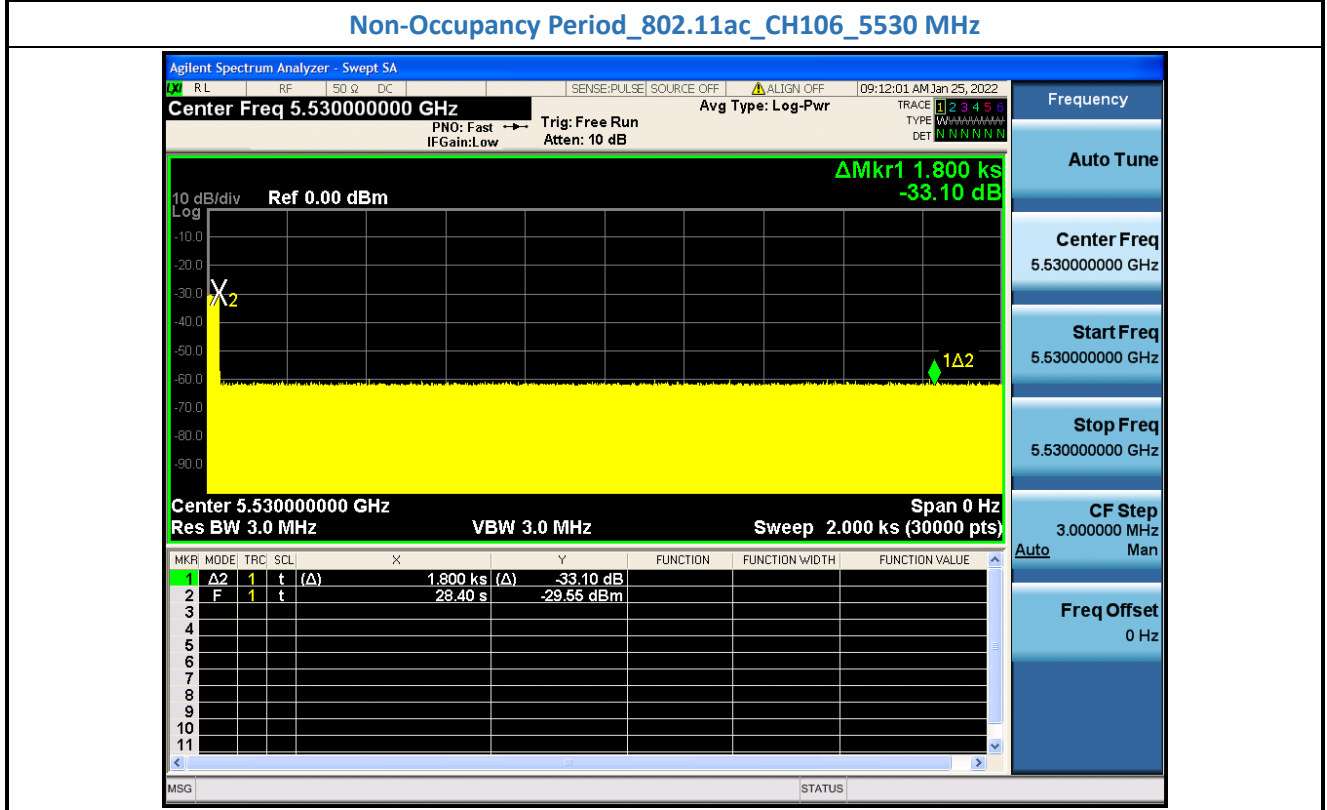 Non-Occupancy Period_802.11ac_CH106_5530 MHz
Agilent Spectrum Analyzer - Swept SA
LXI RL RF 50 Ω DC SENSE:PULSE SOURCE OFF ALIGN OFF 09:12:01 AM Jan 25, 2022
Center Freq 5.530000000 GHz
PNO: Fast
IFGain:Low
Trig: Free Run
Atten: 10 dB
Avg Type: Log-Pwr
TRACE 1 2 3 4 5 6
TYPE WWWWWW
DET N N N N N N
ΔMkr1 1.800 ks
-33.10 dB
10 dB/div Ref 0.00 dBm
Log
-10.0
-20.0
-30.0
-40.0
-50.0
-60.0
-70.0
-80.0
-90.0
X2
1Δ2
Center 5.530000000 GHz Span 0 Hz
Res BW 3.0 MHz VBW 3.0 MHz Sweep 2.000 ks (30000 pts)
MKR MODE TRC SCL X Y FUNCTION FUNCTION WIDTH FUNCTION VALUE
1 Δ2 1 t (Δ) 1.800 ks (Δ) -33.10 dB
2 F 1 t 28.40 s -29.55 dBm
3
4
5
6
7
8
9
10
11
MSG STATUS
Frequency
Auto Tune
Center Freq
5.530000000 GHz
Start Freq
5.530000000 GHz
Stop Freq
5.530000000 GHz
CF Step
3.000000 MHz
Auto Man
Freq Offset
0 Hz